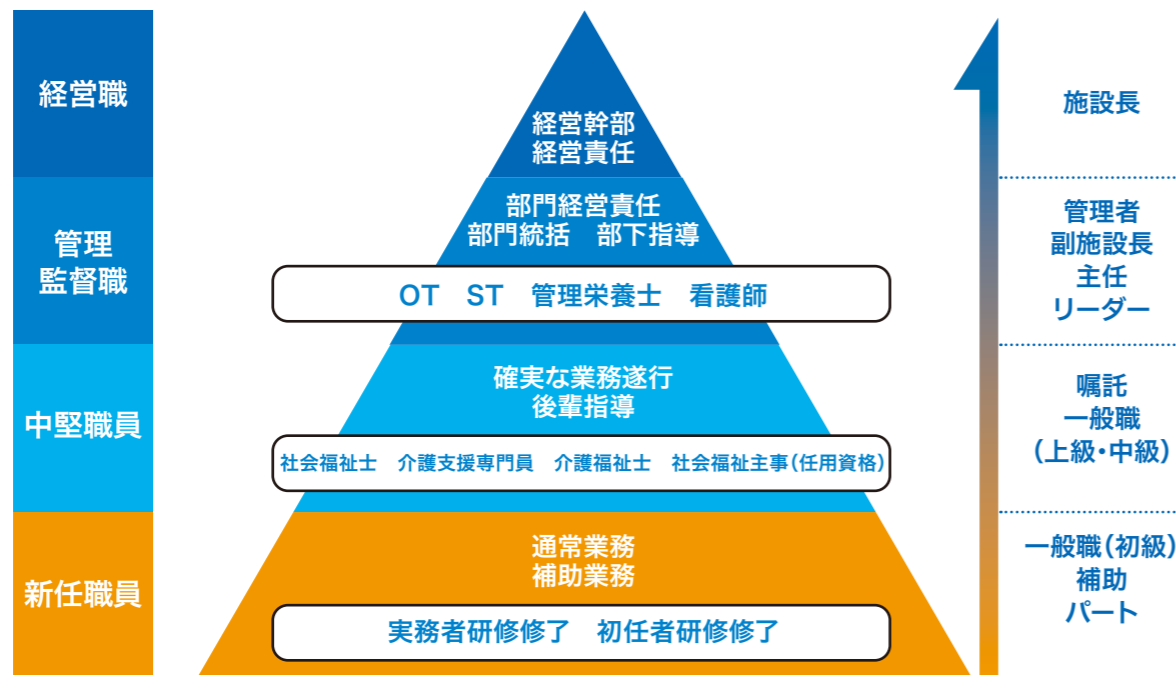 経営職
経営幹部
経営責任
施設長
管理
監督職
部門経営責任
部門統括　部下指導
OT　ST　管理栄養士　看護師
管理者
副施設長
主任
リーダー
中堅職員
確実な業務遂行
後輩指導
社会福祉士　介護支援専門員　介護福祉士　社会福祉主事(任用資格)
嘱託
一般職
(上級・中級)
新任職員
通常業務
補助業務
実務者研修修了　初任者研修修了
一般職(初級)
補助
パート